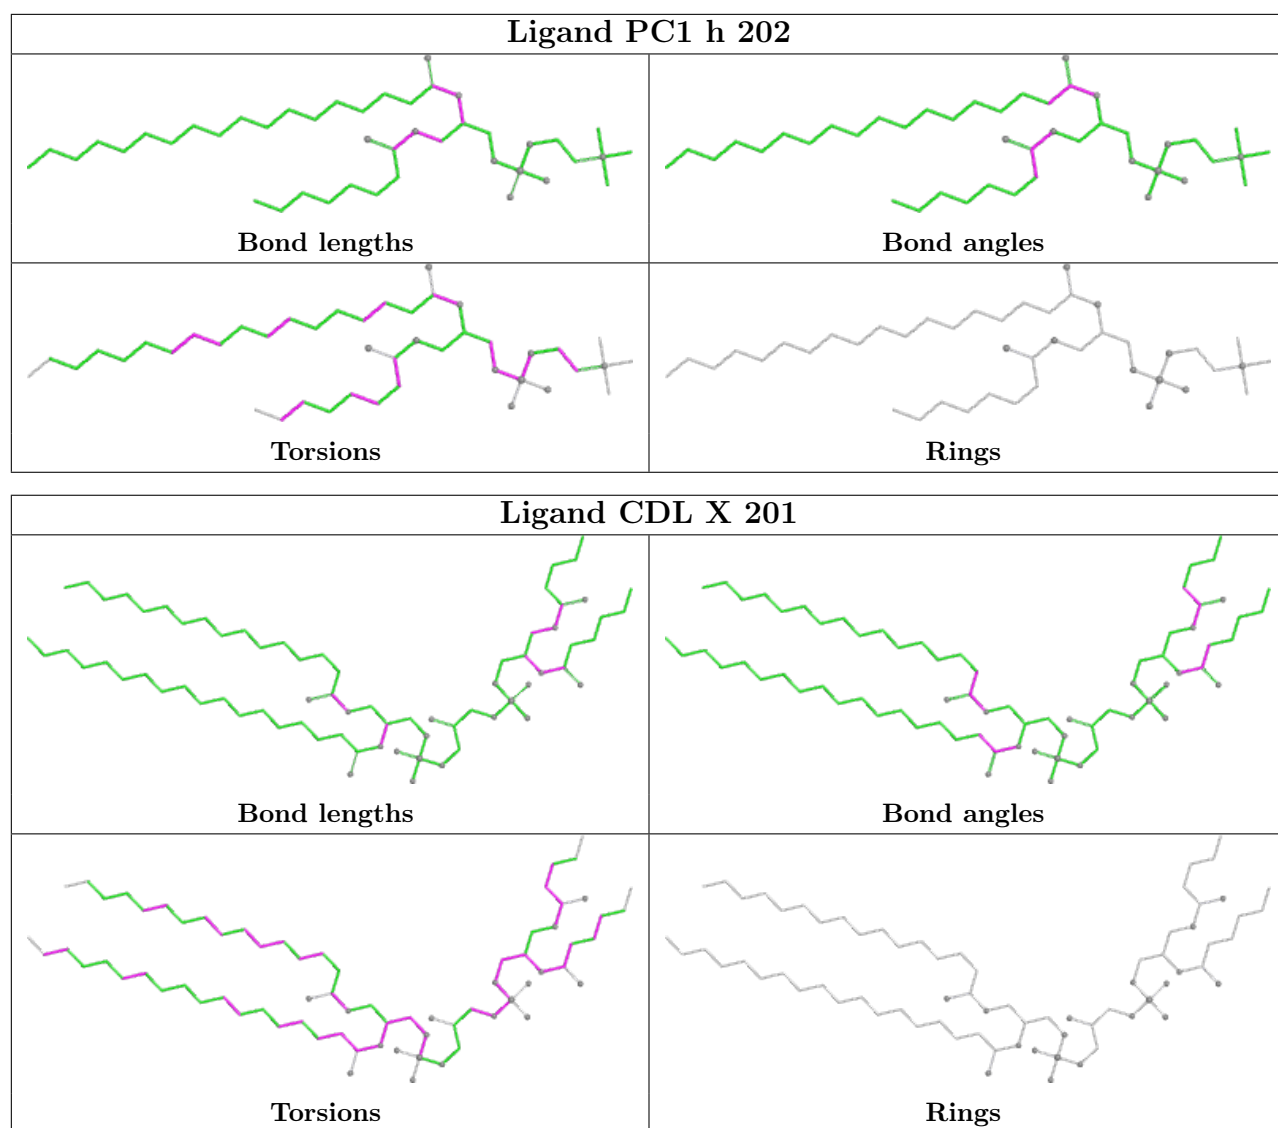 Ligand PC1 h 202
Bond lengths
Bond angles
Torsions
Rings
Ligand CDL X 201
Bond lengths
Bond angles
Torsions
Rings